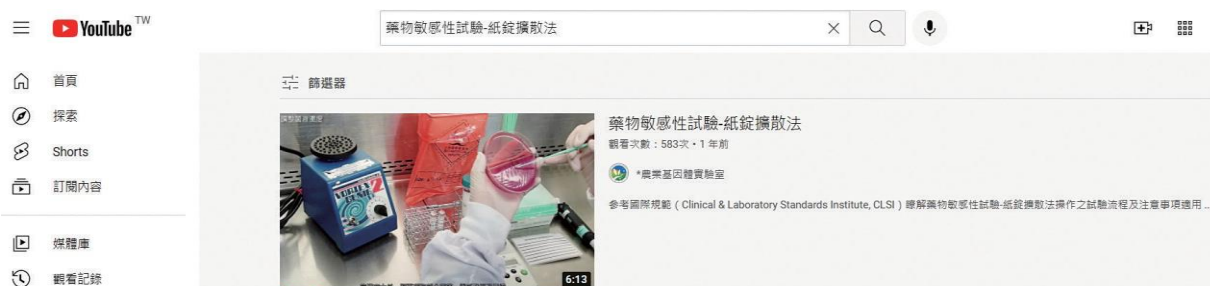 YouTube TW
藥物敏感性試驗-紙錠擴散法
首頁
探索
Shorts
訂閱內容
媒體庫
觀看記錄
篩選器
VORTEX
GENIE 2
6:13
藥物敏感性試驗-紙錠擴散法
觀看次數:583次・1 年前
*農業基因體實驗室
參考國際規範(Clinical & Laboratory Standards Institute, CLSI)瞭解藥物敏感性試驗-紙錠擴散法操作之試驗流程及注意事項適用 ...